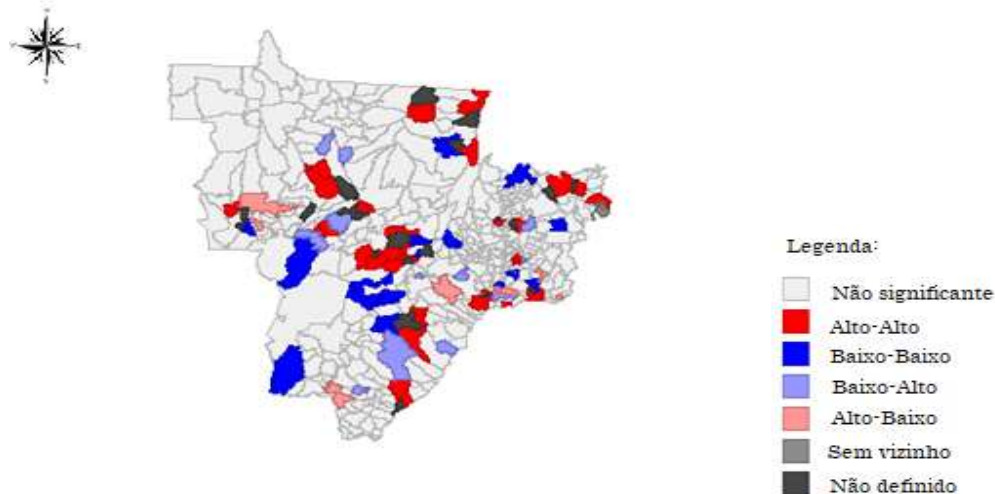 Legenda:
Não significante
Alto-Alto
Baixo-Baixo
Baixo-Alto
Alto-Baixo
Sem vizinho
Não definido